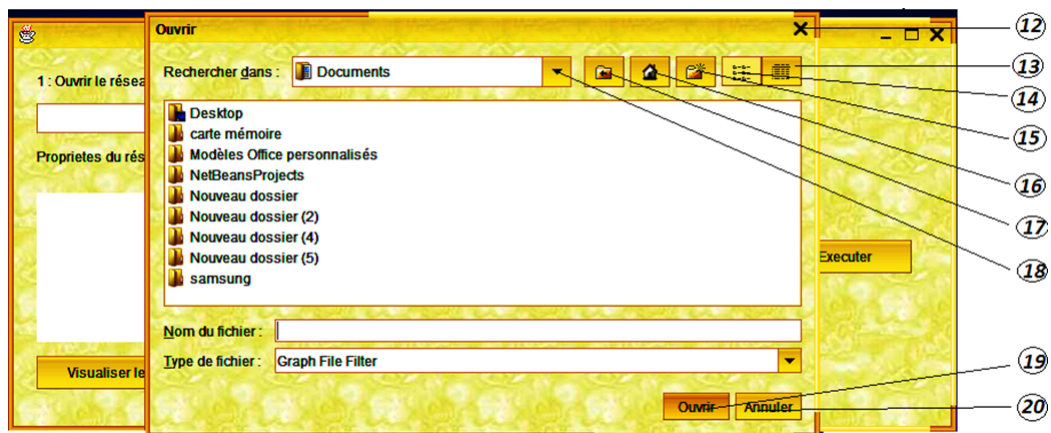 Ouvrir
12
1 : Ouvrir le résea
Rechercher dans :
Documents
13
14
Desktop
carte mémoire
15
Proprietes du rés
Modèles Office personnalisés
NetBeansProjects
16
Nouveau dossier
Nouveau dossier (2)
17
Nouveau dossier (4)
Nouveau dossier (5)
Executer
18
samsung
Nom du fichier :
Type de fichier :
Graph File Filter
19
Visualiser le
Ouvrir
Annuler
20